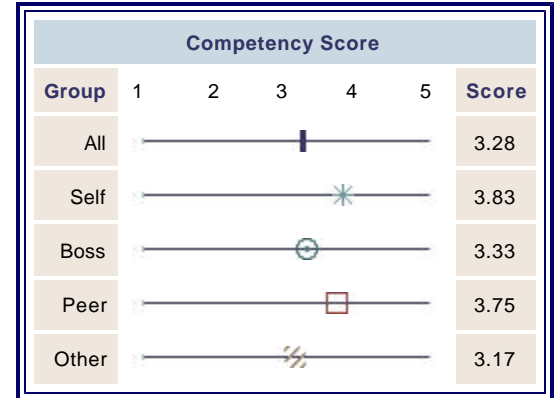 Competency Score
Group 1 2 3 4 5 Score
All 3.28
Self 3.83
Boss 3.33
Peer 3.75
Other 3.17